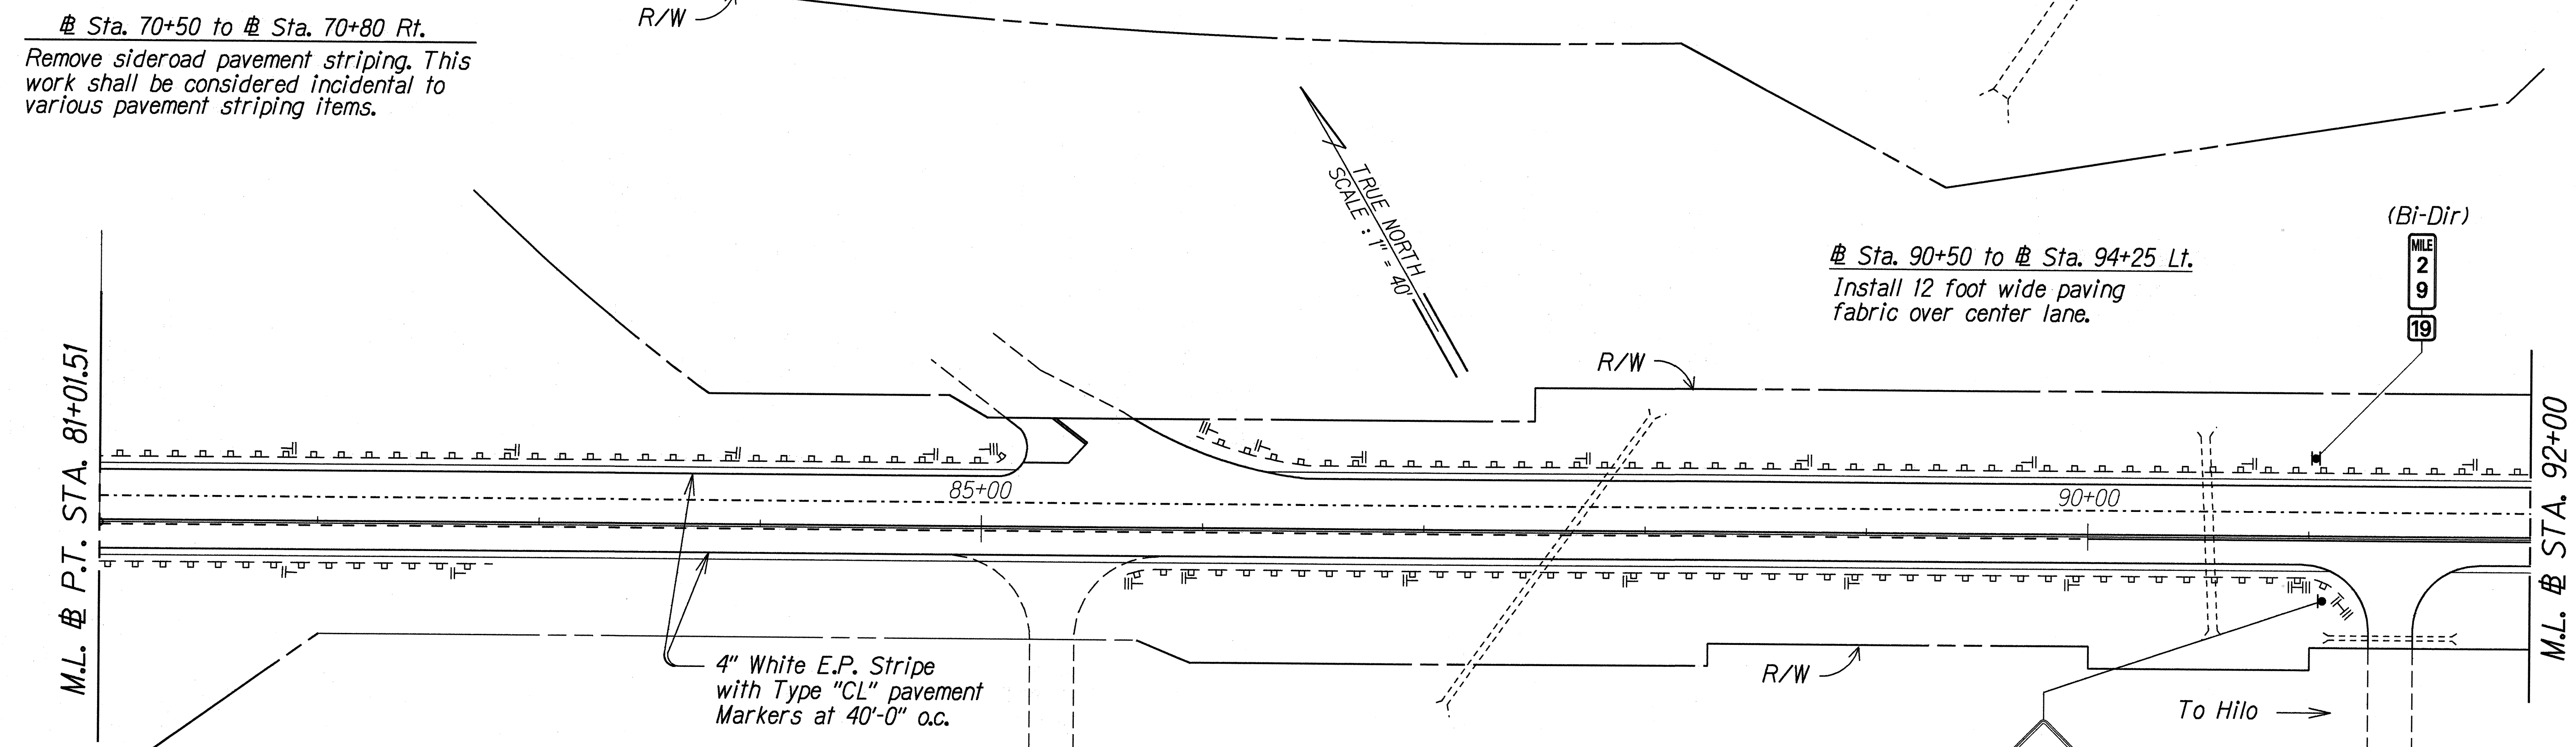 ℄ Sta. 70+50 to ℄ Sta. 70+80 Rt.
Remove sideroad pavement striping. This
work shall be considered incidental to
various pavement striping items.
R/W
TRUE NORTH
SCALE : 1" = 40'
(Bi-Dir)
MILE
2
9
19
℄ Sta. 90+50 to ℄ Sta. 94+25 Lt.
Install 12 foot wide paving
fabric over center lane.
R/W
M.L. ℄ P.T. STA. 81+01.51
85+00
90+00
M.L. ℄ STA. 92+00
4" White E.P. Stripe
with Type "CL" pavement
Markers at 40'-0" o.c.
R/W
To Hilo